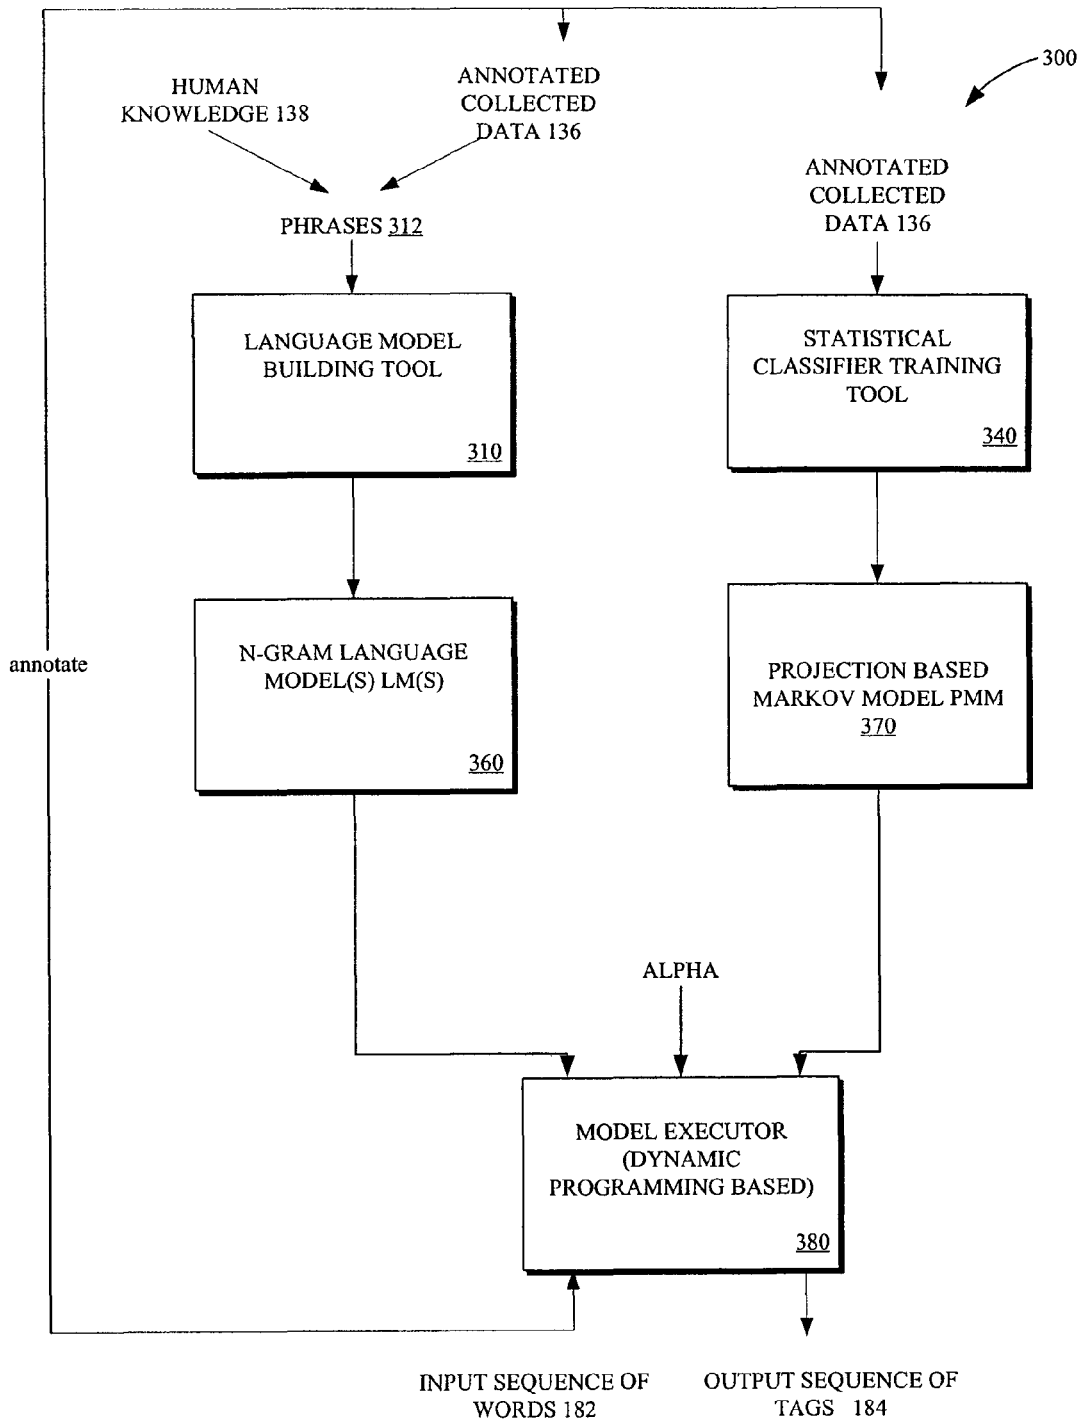 300
HUMAN
KNOWLEDGE 138
ANNOTATED
COLLECTED
DATA 136
ANNOTATED
COLLECTED
DATA 136
PHRASES 312
LANGUAGE MODEL
BUILDING TOOL
310
STATISTICAL
CLASSIFIER TRAINING
TOOL
340
annotate
N-GRAM LANGUAGE
MODEL(S) LM(S)
360
PROJECTION BASED
MARKOV MODEL PMM
370
ALPHA
MODEL EXECUTOR
(DYNAMIC
PROGRAMMING BASED)
380
INPUT SEQUENCE OF
WORDS 182
OUTPUT SEQUENCE OF
TAGS 184